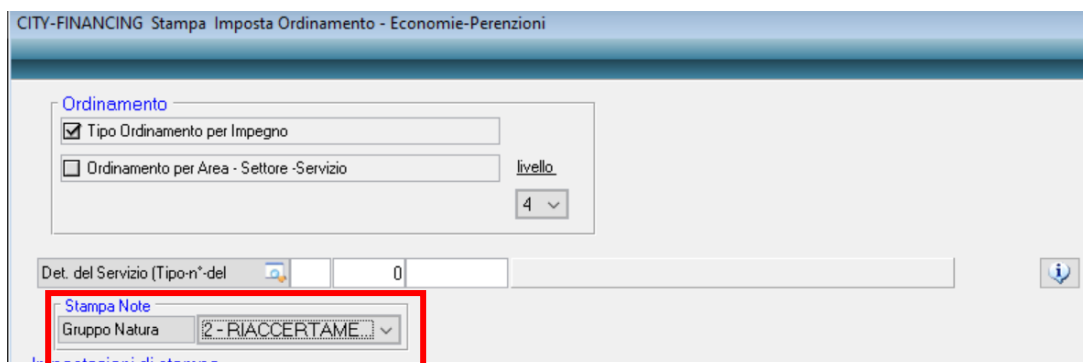 CITY-FINANCING Stampa Imposta Ordinamento - Economie-Perenzioni
Ordinamento
Tipo Ordinamento per Impegno
Ordinamento per Area - Settore -Servizio
livello
4
Det. del Servizio (Tipo-n°-del
0
Stampa Note
Gruppo Natura
2 - RIACCERTAME...